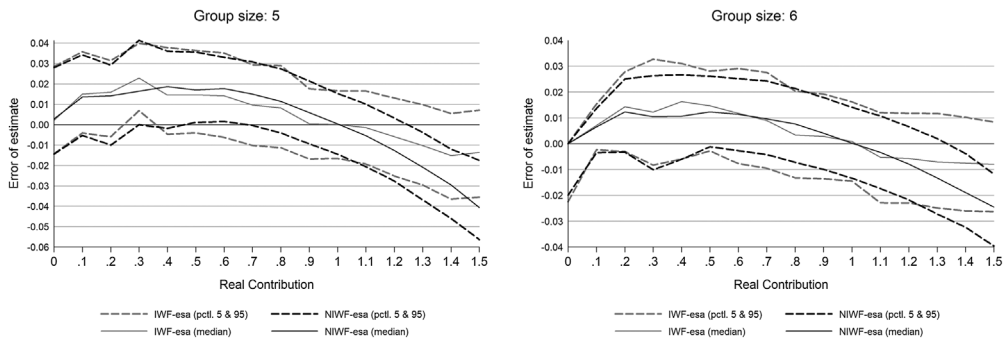 Group size: 5
0.04
0.03
0.02
0.01
0.00
-0.01
-0.02
-0.03
-0.04
-0.05
-0.06
Error of estimate
0 .1 .2 .3 .4 .5 .6 .7 .8 .9 1 1.1 1.2 1.3 1.4 1.5
Real Contribution
IWF-esa (pctl. 5 & 95) NIWF-esa (pctl. 5 & 95)
IWF-esa (median) NIWF-esa (median)
Group size: 6
0.04
0.03
0.02
0.01
0.00
-0.01
-0.02
-0.03
-0.04
Error of estimate
0 .1 .2 .3 .4 .5 .6 .7 .8 .9 1 1.1 1.2 1.3 1.4 1.5
Real Contribution
IWF-esa (pctl. 5 & 95) NIWF-esa (pctl. 5 & 95)
IWF-esa (median) NIWF-esa (median)